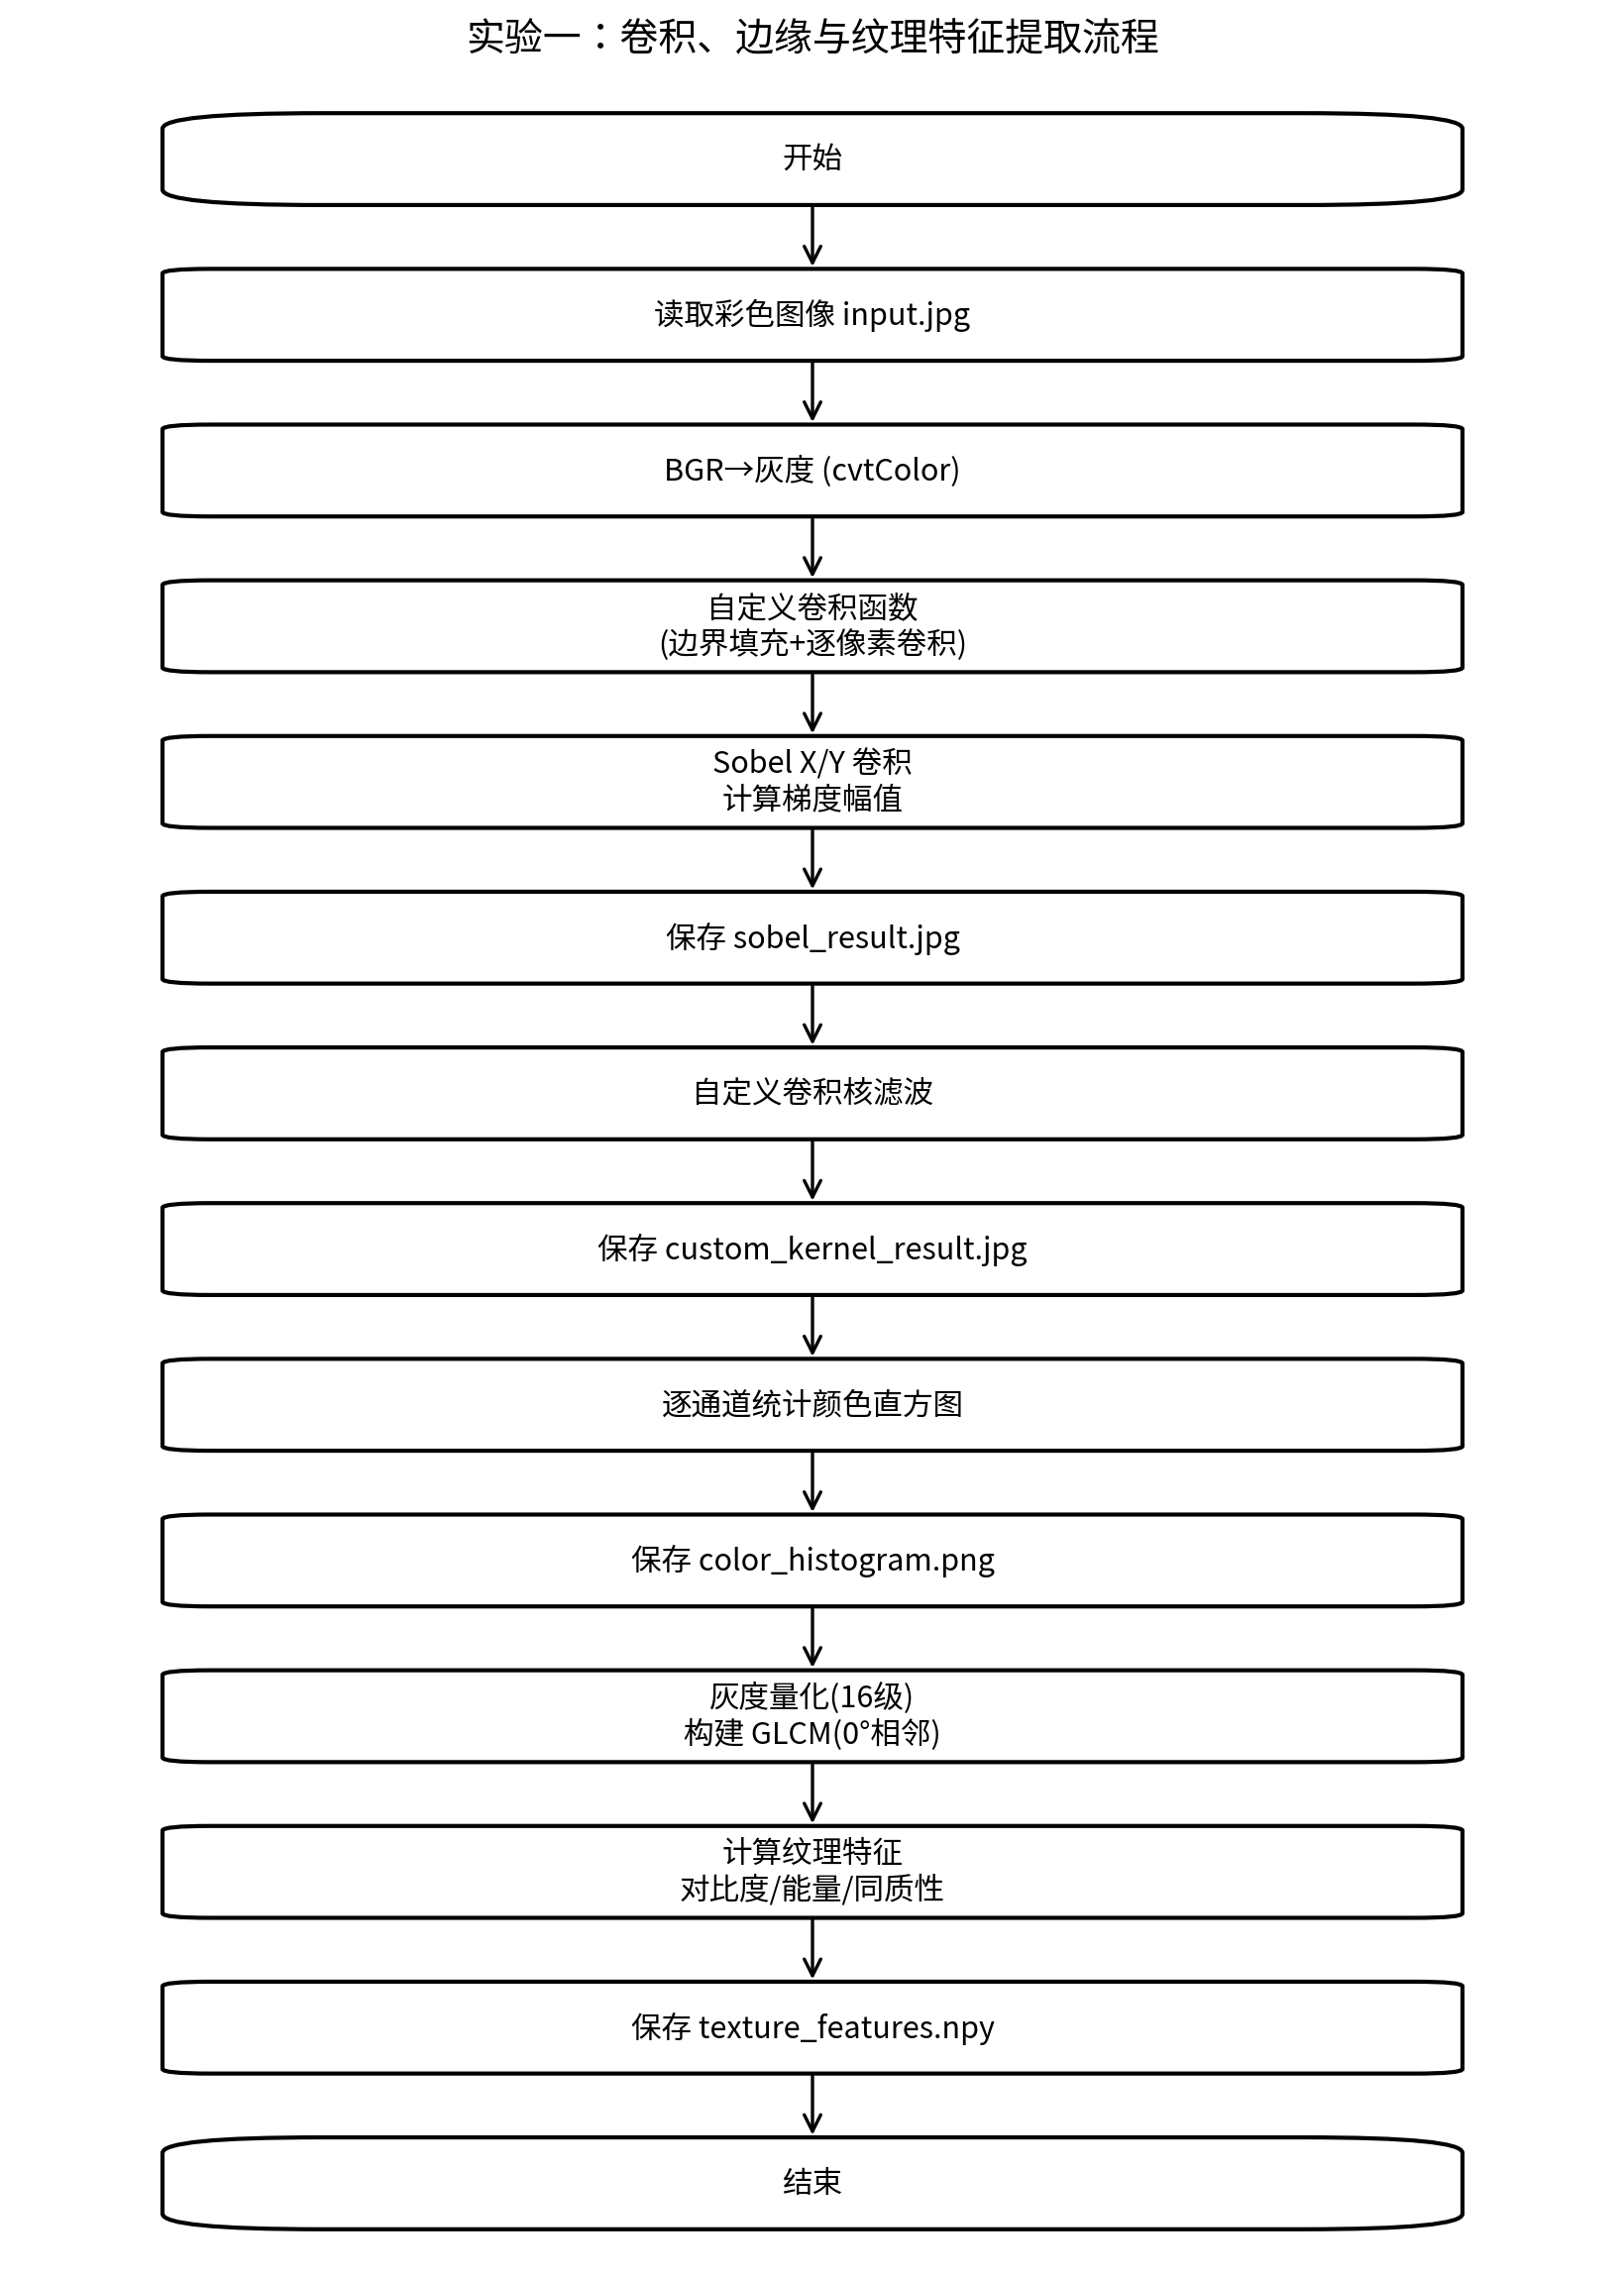 实验一：卷积、边缘与纹理特征提取流程
开始
读取彩色图像 input.jpg
BGR→灰度 (cvtColor)
自定义卷积函数
(边界填充+逐像素卷积)
Sobel X/Y 卷积
计算梯度幅值
保存 sobel_result.jpg
自定义卷积核滤波
保存 custom_kernel_result.jpg
逐通道统计颜色直方图
保存 color_histogram.png
灰度量化(16级)
构建 GLCM(0°相邻)
计算纹理特征
对比度/能量/同质性
保存 texture_features.npy
结束